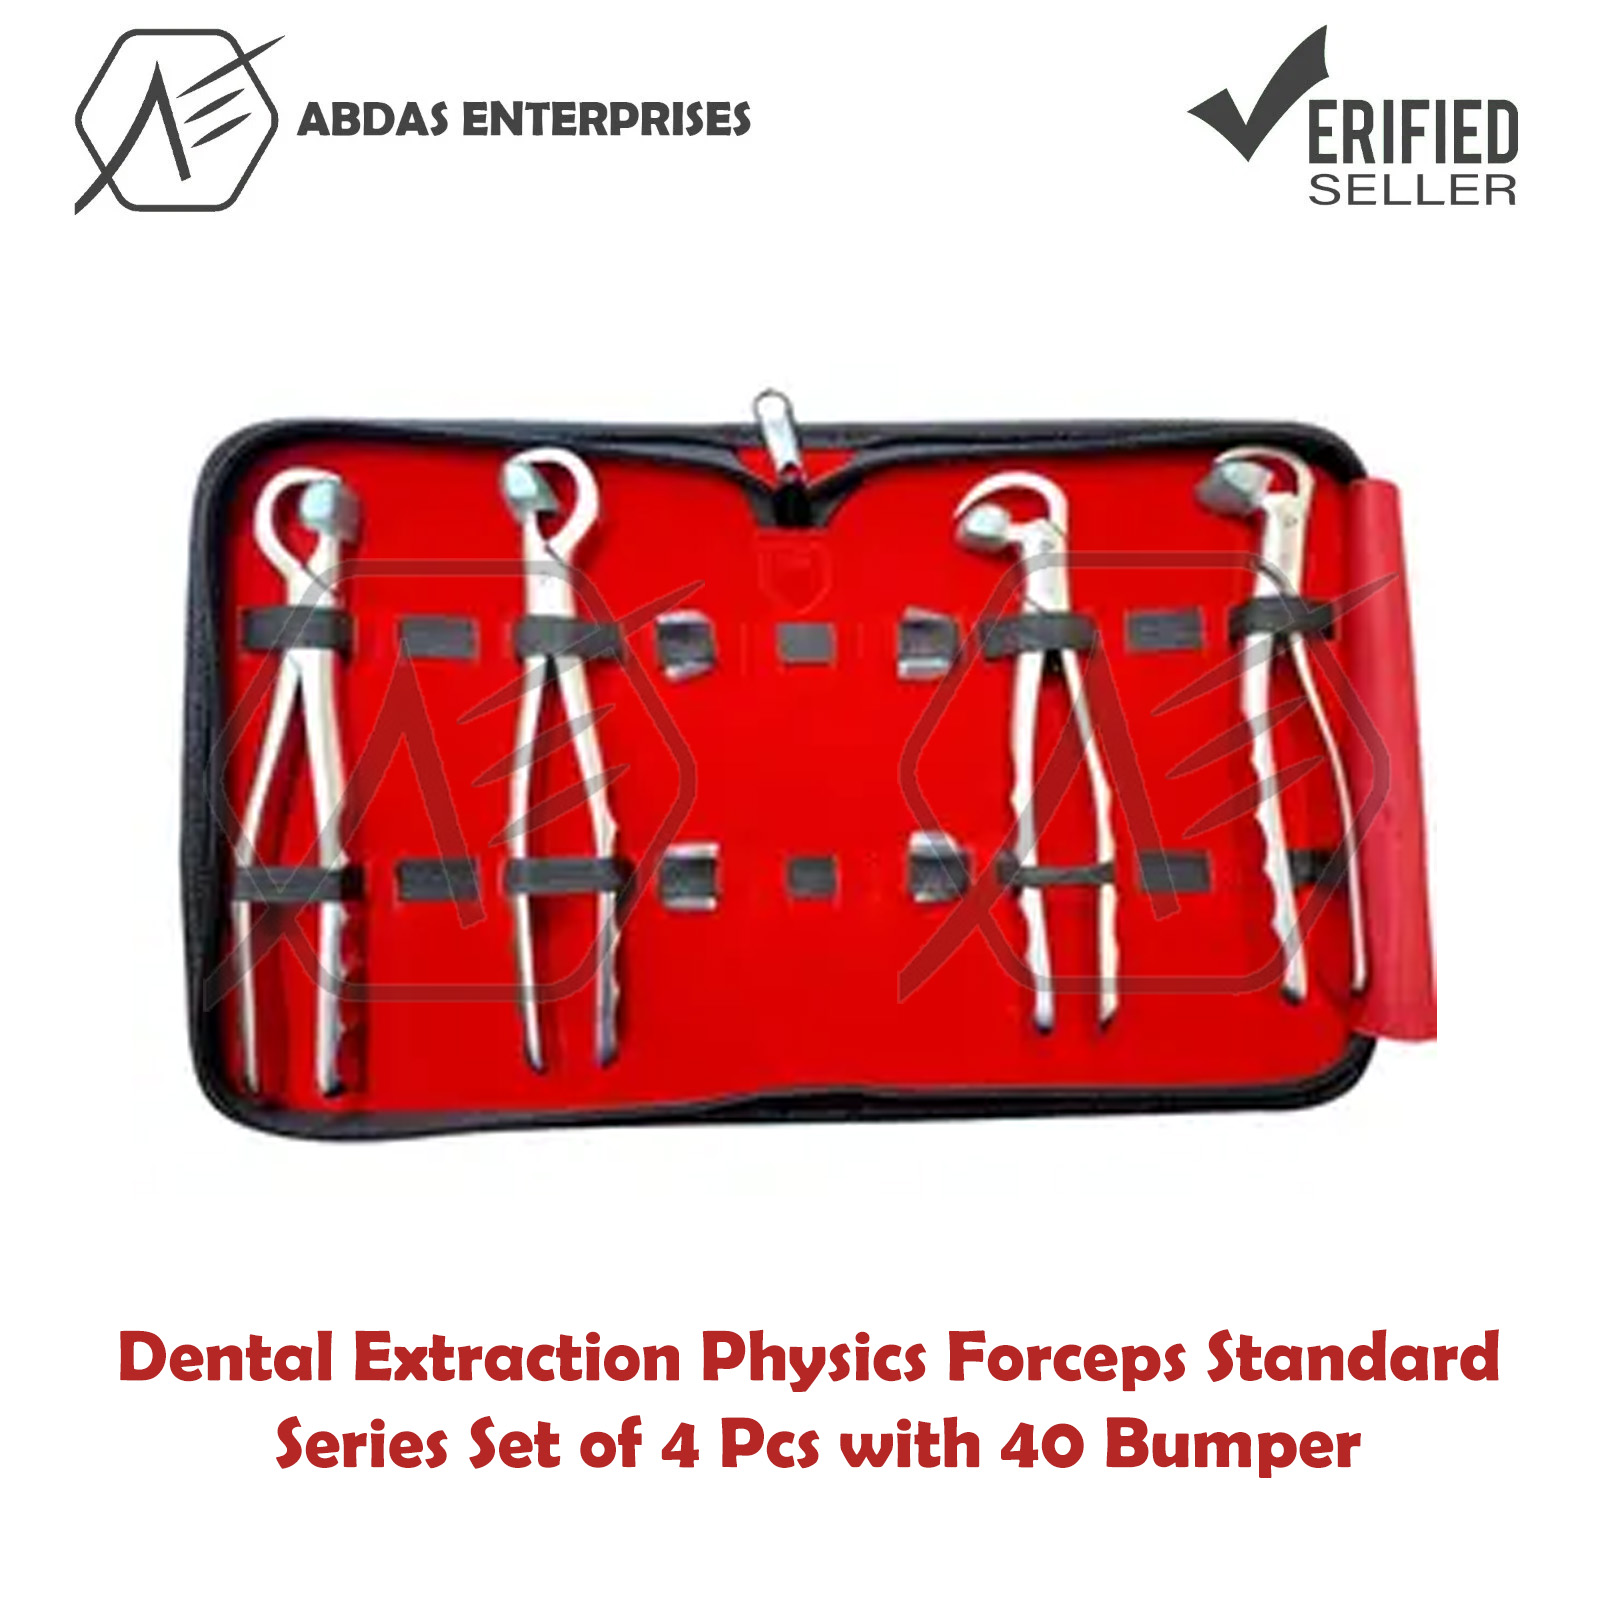 ABDAS ENTERPRISES
VERIFIED
SELLER
Dental Extraction Physics Forceps Standard
Series Set of 4 Pcs with 40 Bumper